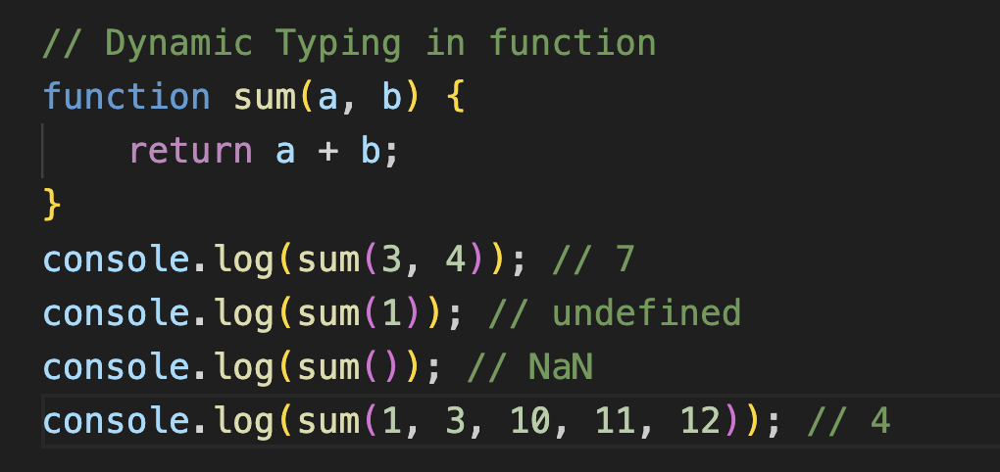 // Dynamic Typing in function
function sum(a, b) {
    return a + b;
}
console.log(sum(3, 4)); // 7
console.log(sum(1)); // undefined
console.log(sum()); // NaN
console.log(sum(1, 3, 10, 11, 12)); // 4